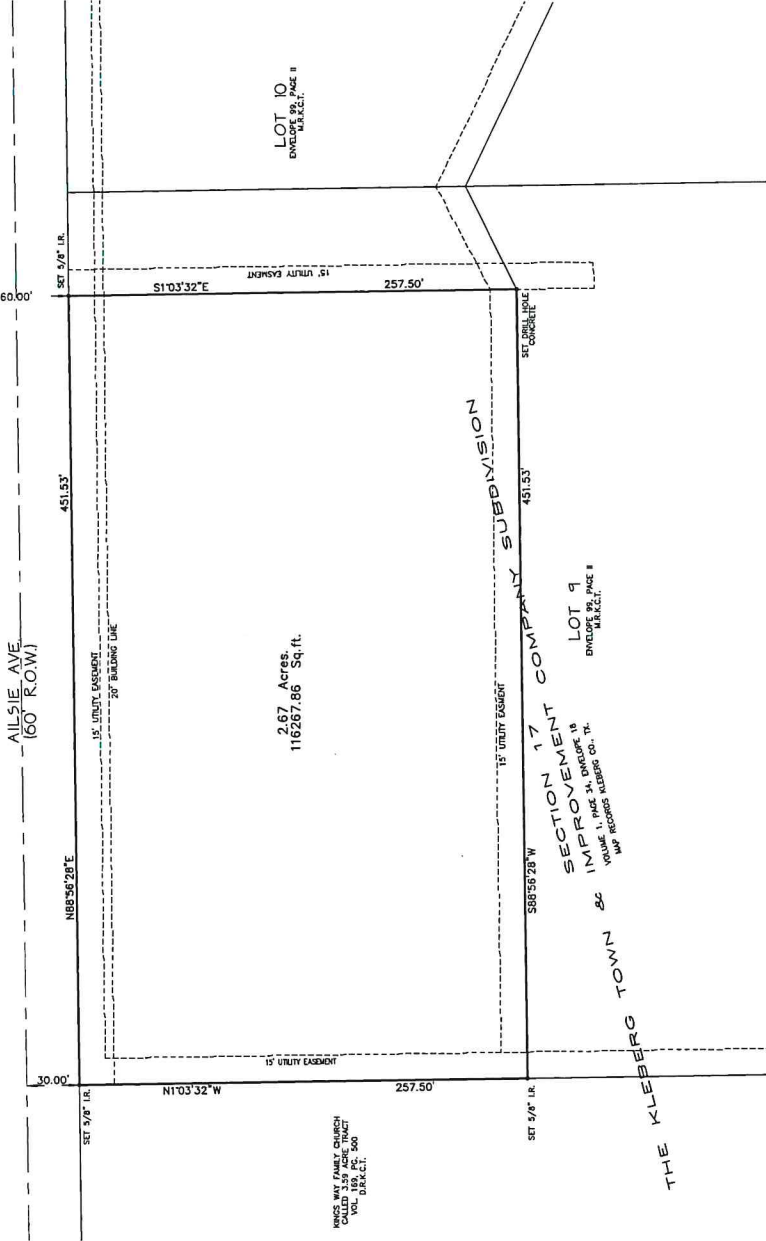 AILSIE AVE.
(60' R.O.W.)
LOT 10
ENVELOPE 99, PAGE II
M.R.K.C.T.
SET 5/8" I.R.
60.00'
S1°03'32"E
257.50'
15' UTILITY EASMENT
SET DRILL HOLE
CONCRETE
451.53'
N88°56'28"E
15' UTILITY EASEMENT
20' BUILDING LINE
2.67 Acres.
116267.86 Sq.ft.
15' UTILITY EASMENT
451.53'
S88°56'28"W
LOT 9
ENVELOPE 99, PAGE II
M.R.K.C.T.
SECTION 17
THE KLEBERG TOWN & IMPROVEMENT COMPANY SUBDIVISION
VOLUME 1, PAGE 34, ENVELOPE 18
MAP RECORDS KLEBERG CO., TX.
30.00'
SET 5/8" I.R.
15' UTILITY EASEMENT
N1°03'32"W
257.50'
SET 5/8" I.R.
KINGS WAY FAMILY CHURCH
CALLED 3.59 ACRE TRACT
VOL. 169, PG. 500
D.R.K.C.T.